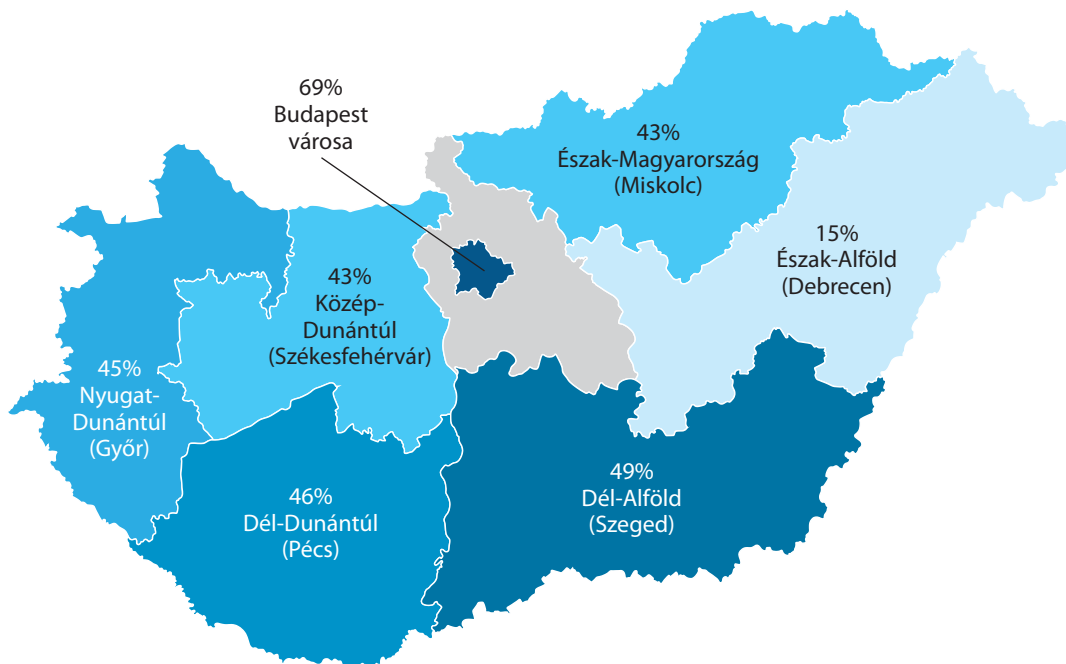 69%
Budapest
városa
43%
Észak-Magyarország
(Miskolc)
15%
Észak-Alföld
(Debrecen)
43%
Közép-
Dunántúl
(Székesfehérvár)
45%
Nyugat-
Dunántúl
(Győr)
49%
Dél-Alföld
(Szeged)
46%
Dél-Dunántúl
(Pécs)